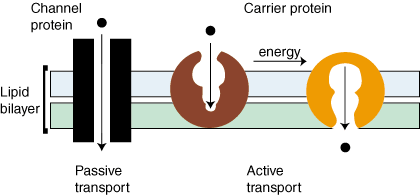 Channel
protein
Carrier protein
energy
Lipid
bilayer
Passive
transport
Active
transport